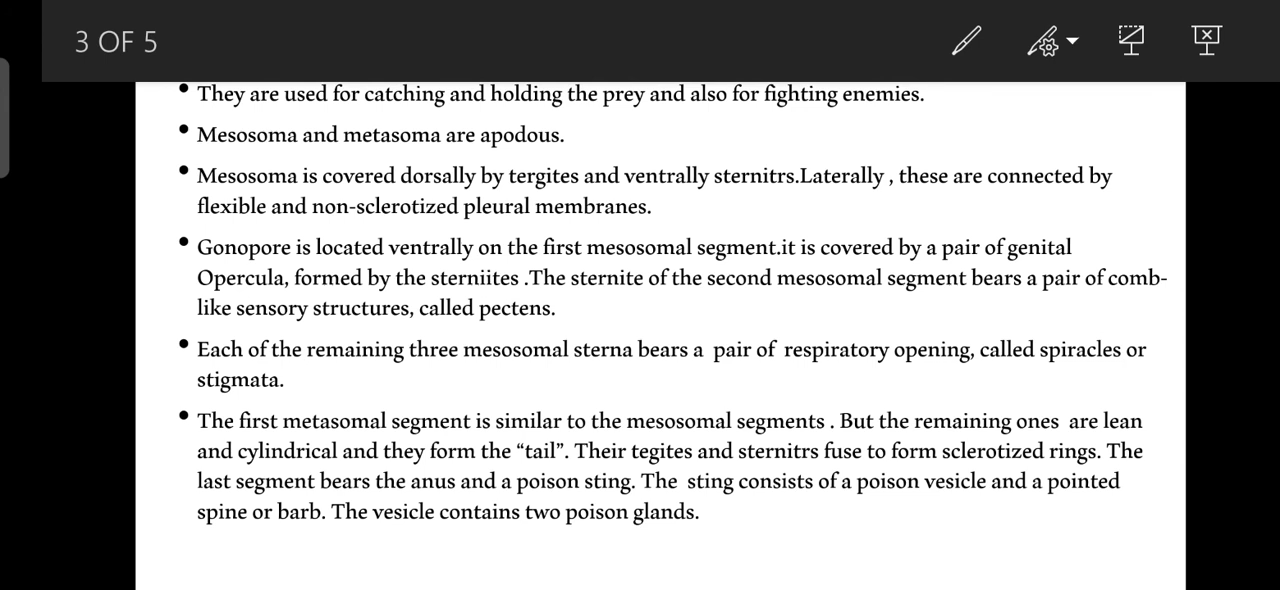 3 OF 5
• They are used for catching and holding the prey and also for fighting enemies.
• Mesosoma and metasoma are apodous.
• Mesosoma is covered dorsally by tergites and ventrally sternitrs.Laterally , these are connected by
flexible and non-sclerotized pleural membranes.
• Gonopore is located ventrally on the first mesosomal segment.it is covered by a pair of genital
Opercula, formed by the sterniites .The sternite of the second mesosomal segment bears a pair of comb-
like sensory structures, called pectens.
• Each of the remaining three mesosomal sterna bears a pair of respiratory opening, called spiracles or
stigmata.
• The first metasomal segment is similar to the mesosomal segments . But the remaining ones are lean
and cylindrical and they form the “tail”. Their tegites and sternitrs fuse to form sclerotized rings. The
last segment bears the anus and a poison sting. The sting consists of a poison vesicle and a pointed
spine or barb. The vesicle contains two poison glands.